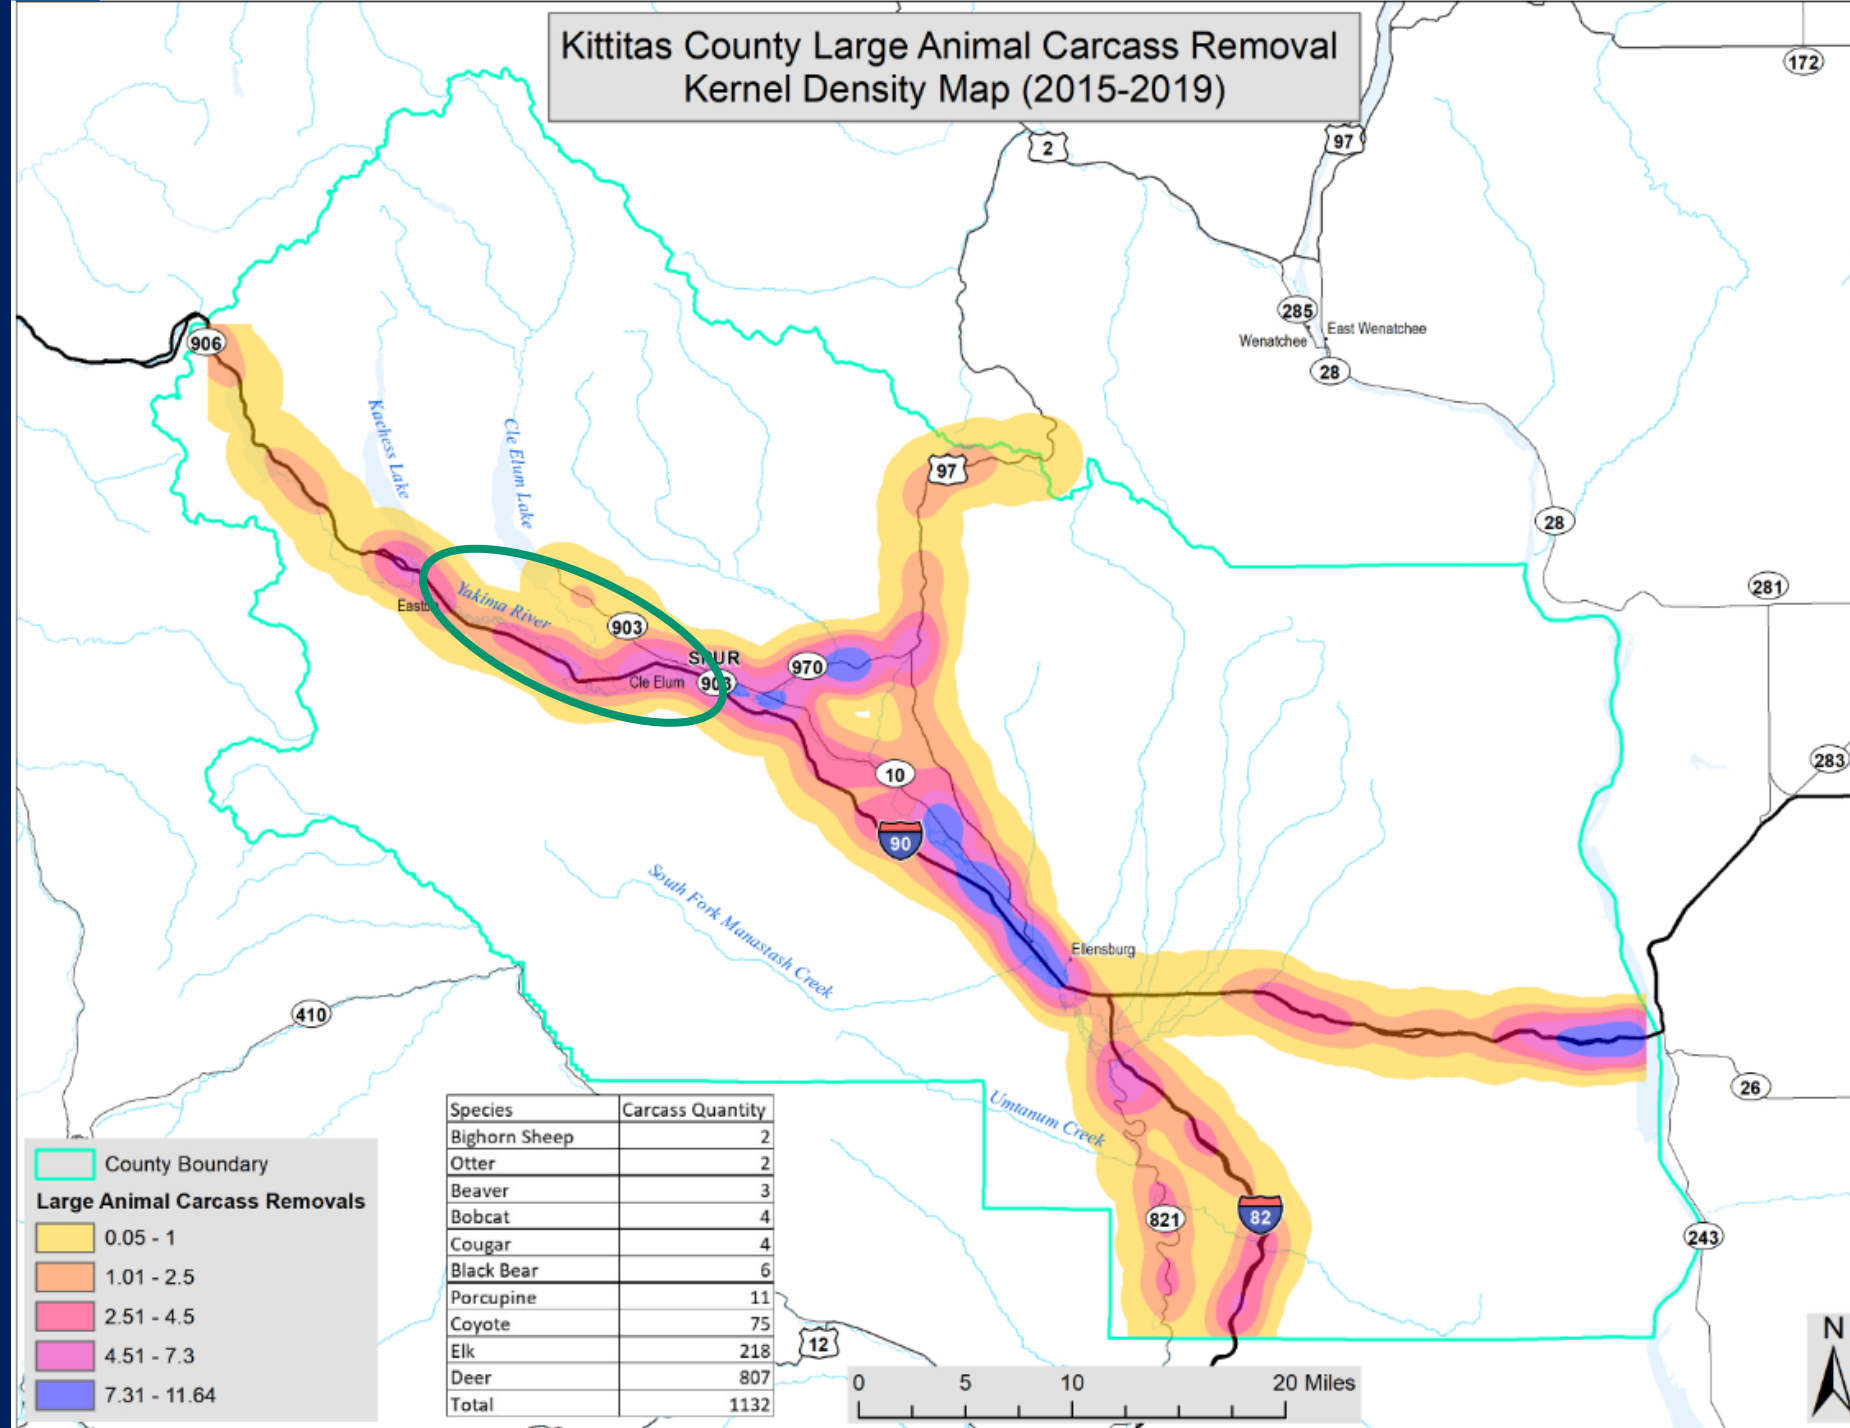 Kittitas County Large Animal Carcass Removal
Kernel Density Map (2015-2019)
172
97
2
285
East Wenatchee
Wenatchee
906
28
Kachess Lake
Cle Elum Lake
97
28
281
Yakima River
Easton
903
SPUR
970
Cle Elum
903
283
10
90
South Fork Manastash Creek
Ellensburg
410
26
Umtanum Creek
821
82
243
12
Species Carcass Quantity
Bighorn Sheep 2
Otter 2
Beaver 3
Bobcat 4
Cougar 4
Black Bear 6
Porcupine 11
Coyote 75
Elk 218
Deer 807
Total 1132
County Boundary
Large Animal Carcass Removals
0.05 - 1
1.01 - 2.5
2.51 - 4.5
4.51 - 7.3
7.31 - 11.64
0 5 10 20 Miles
N